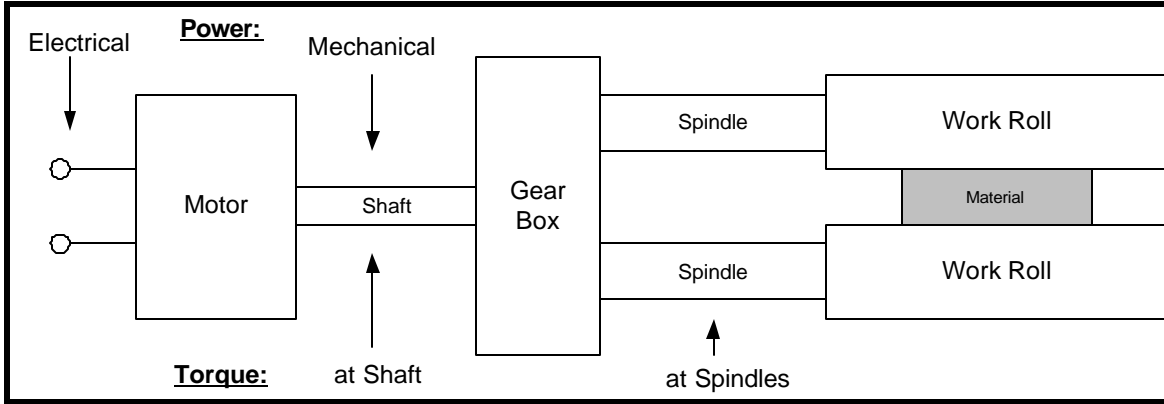 Power:
Electrical
Mechanical
Spindle
Work Roll
Motor
Shaft
Gear
Box
Material
Spindle
Work Roll
Torque:
at Shaft
at Spindles